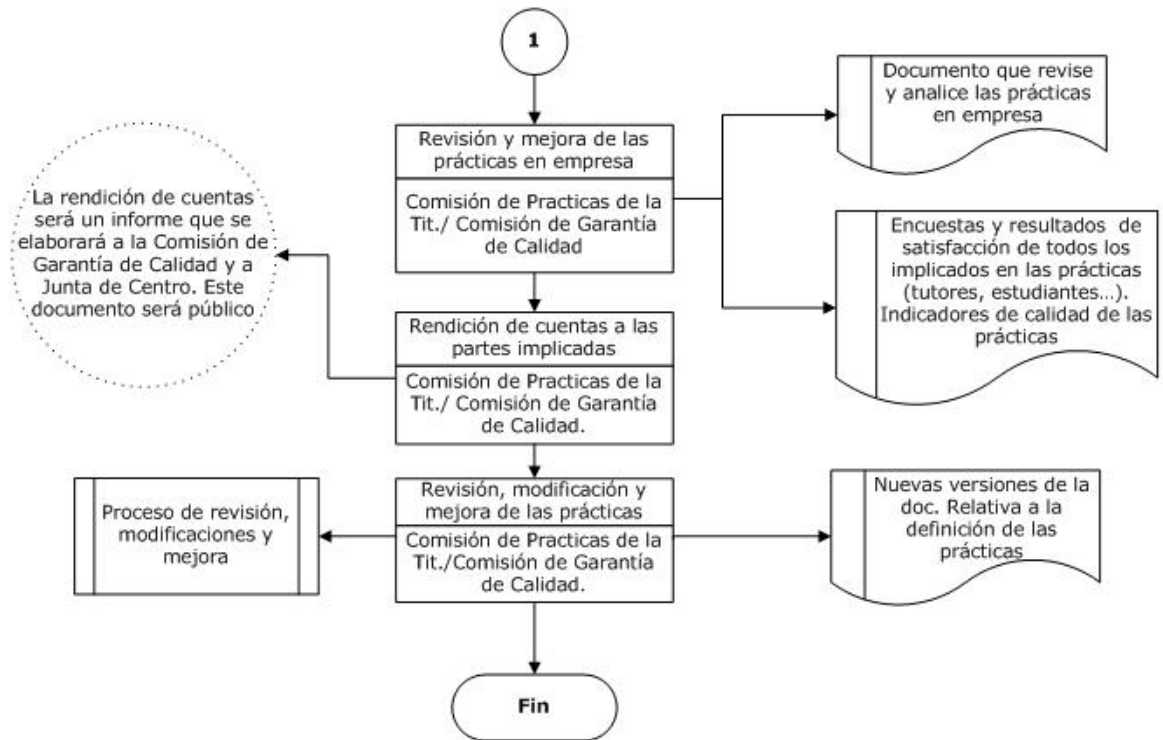 1
Documento que revise
y analice las prácticas
en empresa
Revisión y mejora de las
prácticas en empresa
Comisión de Practicas de la
Tit./ Comisión de Garantía
de Calidad
La rendición de cuentas
será un informe que se
elaborará a la Comisión de
Garantía de Calidad y a
Junta de Centro. Este
documento será público
Encuestas y resultados de
satisfacción de todos los
implicados en las prácticas
(tutores, estudiantes...).
Indicadores de calidad de las
prácticas
Rendición de cuentas a las
partes implicadas
Comisión de Practicas de la
Tit./ Comisión de Garantía
de Calidad.
Proceso de revisión,
modificaciones y
mejora
Revisión, modificación y
mejora de las prácticas
Comisión de Practicas de la
Tit./Comisión de Garantía
de Calidad.
Nuevas versiones de la
doc. Relativa a la
definición de las
prácticas
Fin